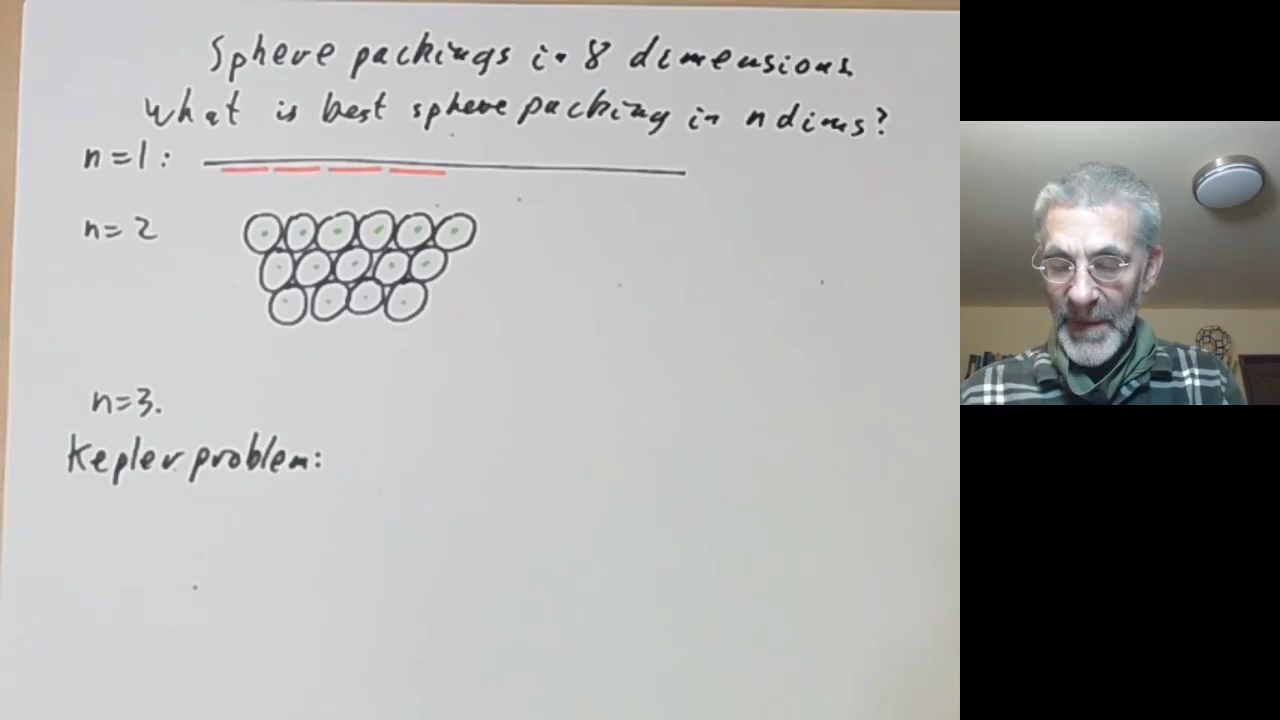 Sphere packings in 8 dimensions
What is best sphere packing in n dims?
n=1:
n=2
n=3.
Kepler problem: